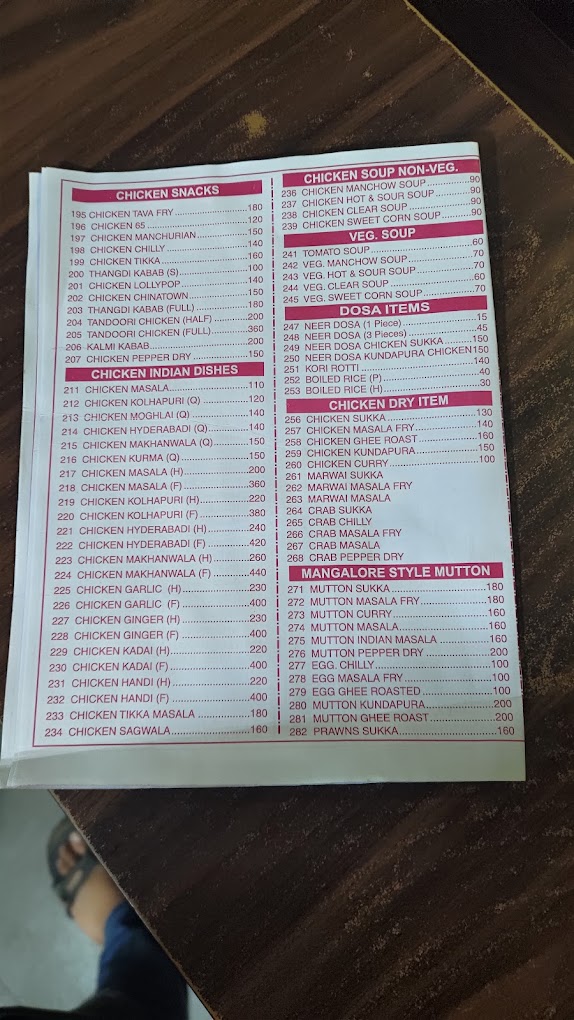 CHICKEN SNACKS
195 CHICKEN TAVA FRY 180
196 CHICKEN 65 120
197 CHICKEN MANCHURIAN 150
198 CHICKEN CHILLY 140
199 CHICKEN TIKKA 160
200 THANGDI KABAB (S) 100
201 CHICKEN LOLLYPOP 140
202 CHICKEN CHINATOWN 150
203 THANGDI KABAB (FULL) 180
204 TANDOORI CHICKEN (HALF) 200
205 TANDOORI CHICKEN (FULL) 360
206 KALMI KABAB 200
207 CHICKEN PEPPER DRY 150
CHICKEN INDIAN DISHES
211 CHICKEN MASALA 110
212 CHICKEN KOLHAPURI (Q) 120
213 CHICKEN MOGHLAI (Q) 140
214 CHICKEN HYDERABADI (Q) 140
215 CHICKEN MAKHANWALA (Q) 150
216 CHICKEN KURMA (Q) 150
217 CHICKEN MASALA (H) 200
218 CHICKEN MASALA (F) 360
219 CHICKEN KOLHAPURI (H) 220
220 CHICKEN KOLHAPURI (F) 380
221 CHICKEN HYDERABADI (H) 240
222 CHICKEN HYDERABADI (F) 420
223 CHICKEN MAKHANWALA (H) 260
224 CHICKEN MAKHANWALA (F) 440
225 CHICKEN GARLIC (H) 230
226 CHICKEN GARLIC (F) 400
227 CHICKEN GINGER (H) 230
228 CHICKEN GINGER (F) 400
229 CHICKEN KADAI (H) 220
230 CHICKEN KADAI (F) 400
231 CHICKEN HANDI (H) 220
232 CHICKEN HANDI (F) 400
233 CHICKEN TIKKA MASALA 180
234 CHICKEN SAGWALA 160
CHICKEN SOUP NON-VEG.
236 CHICKEN MANCHOW SOUP 90
237 CHICKEN HOT & SOUR SOUP 90
238 CHICKEN CLEAR SOUP 90
239 CHICKEN SWEET CORN SOUP 90
VEG. SOUP
241 TOMATO SOUP 60
242 VEG. MANCHOW SOUP 70
243 VEG. HOT & SOUR SOUP 70
244 VEG. CLEAR SOUP 60
245 VEG. SWEET CORN SOUP 70
DOSA ITEMS
247 NEER DOSA (1 Piece) 15
248 NEER DOSA (3 Pieces) 45
249 NEER DOSA CHICKEN SUKKA 150
250 NEER DOSA KUNDAPURA CHICKEN 150
251 KORI ROTTI 140
252 BOILED RICE (P) 40
253 BOILED RICE (H) 30
CHICKEN DRY ITEM
256 CHICKEN SUKKA 130
257 CHICKEN MASALA FRY 140
258 CHICKEN GHEE ROAST 160
259 CHICKEN KUNDAPURA 150
260 CHICKEN CURRY 100
261 MARWAI SUKKA
262 MARWAI MASALA FRY
263 MARWAI MASALA
264 CRAB SUKKA
265 CRAB CHILLY
266 CRAB MASALA FRY
267 CRAB MASALA
268 CRAB PEPPER DRY
MANGALORE STYLE MUTTON
271 MUTTON SUKKA 180
272 MUTTON MASALA FRY 180
273 MUTTON CURRY 160
274 MUTTON MASALA 160
275 MUTTON INDIAN MASALA 160
276 MUTTON PEPPER DRY 200
277 EGG. CHILLY 100
278 EGG MASALA FRY 100
279 EGG GHEE ROASTED 100
280 MUTTON KUNDAPURA 200
281 MUTTON GHEE ROAST 200
282 PRAWNS SUKKA 160